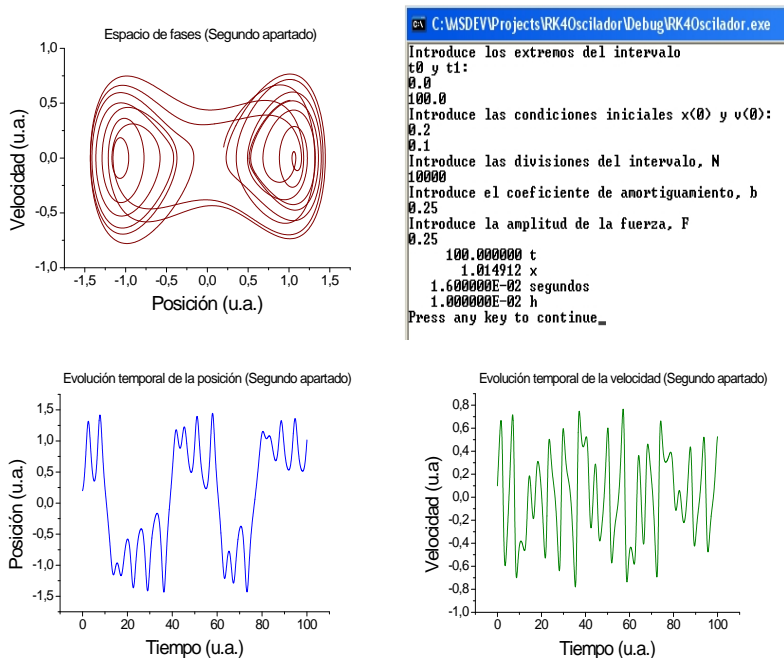 Espacio de fases (Segundo apartado)
1,0
0,5
0,0
-0,5
-1,0
Velocidad (u.a.)
-1,5 -1,0 -0,5 0,0 0,5 1,0 1,5
Posición (u.a.)
C:\MSDEV\Projects\RK4Oscilador\Debug\RK4Oscilador.exe
Introduce los extremos del intervalo
t0 y t1:
0.0
100.0
Introduce las condiciones iniciales x(0) y v(0):
0.2
0.1
Introduce las divisiones del intervalo, N
10000
Introduce el coeficiente de amortiguamiento, b
0.25
Introduce la amplitud de la fuerza, F
0.25
100.000000 t
1.014912 x
1.600000E-02 segundos
1.000000E-02 h
Press any key to continue_
Evolución temporal de la posición (Segundo apartado)
1,5
1,0
0,5
0,0
-0,5
-1,0
-1,5
Posición (u.a.)
0 20 40 60 80 100
Tiempo (u.a.)
Evolución temporal de la velocidad (Segundo apartado)
0,8
0,6
0,4
0,2
0,0
-0,2
-0,4
-0,6
-0,8
-1,0
Velocidad (u.a)
0 20 40 60 80 100
Tiempo (u.a.)